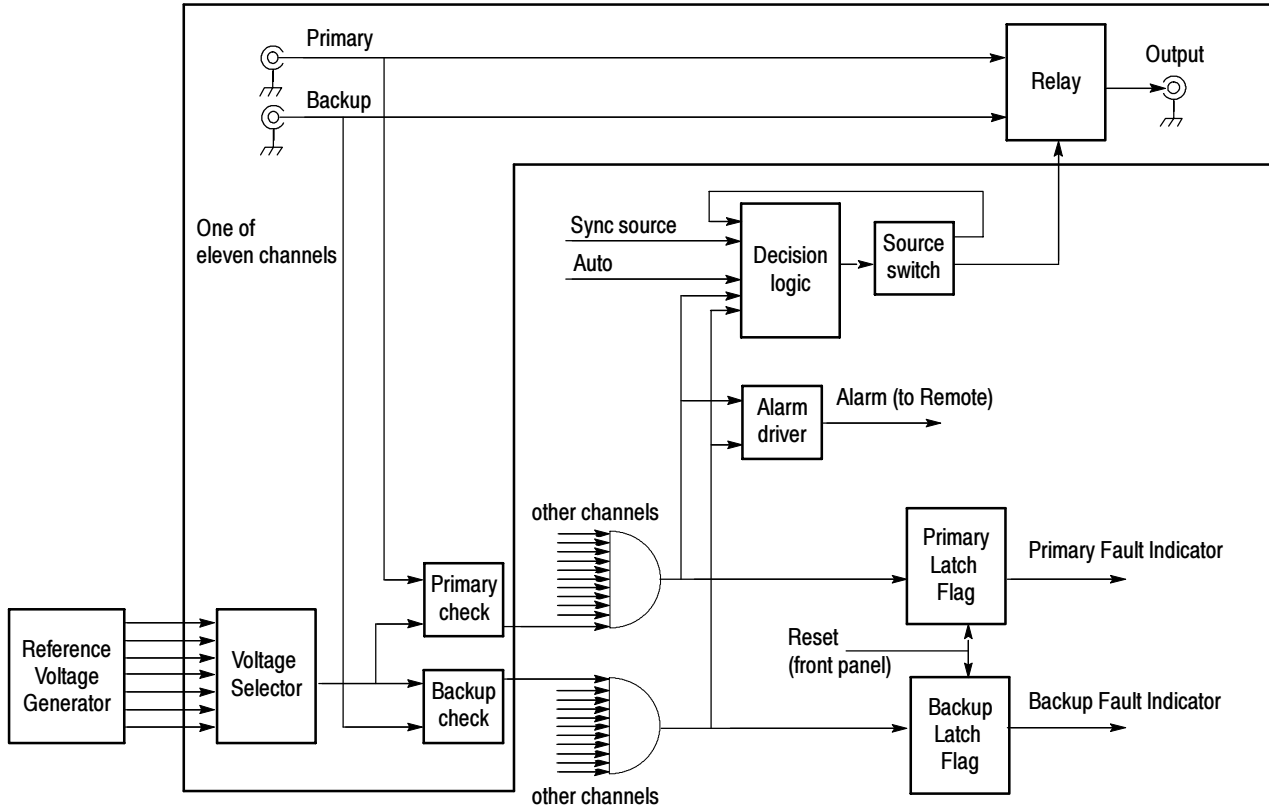 Primary
Backup
Relay
Output
One of
eleven channels
Sync source
Auto
Decision
logic
Source
switch
Alarm
driver
Alarm (to Remote)
other channels
Primary
check
Primary
Latch
Flag
Primary Fault Indicator
Reference
Voltage
Generator
Voltage
Selector
Backup
check
Reset
(front panel)
Backup
Latch
Flag
Backup Fault Indicator
other channels